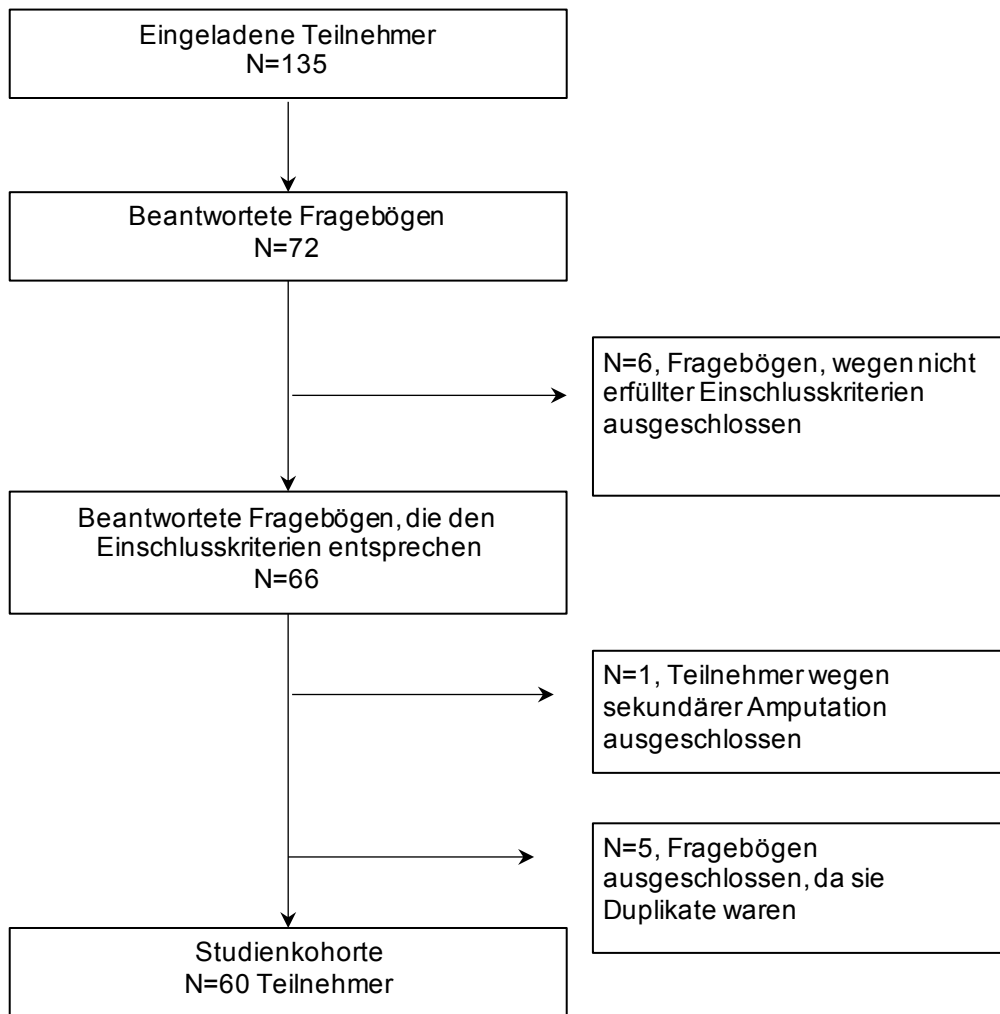 Eingeladene Teilnehmer
N=135
Beantwortete Fragebögen
N=72
N=6, Fragebögen, wegen nicht
erfüllter Einschlusskriterien
ausgeschlossen
Beantwortete Fragebögen, die den
Einschlusskriterien entsprechen
N=66
N=1, Teilnehmer wegen
sekundärer Amputation
ausgeschlossen
N=5, Fragebögen
ausgeschlossen, da sie
Duplikate waren
Studienkohorte
N=60 Teilnehmer